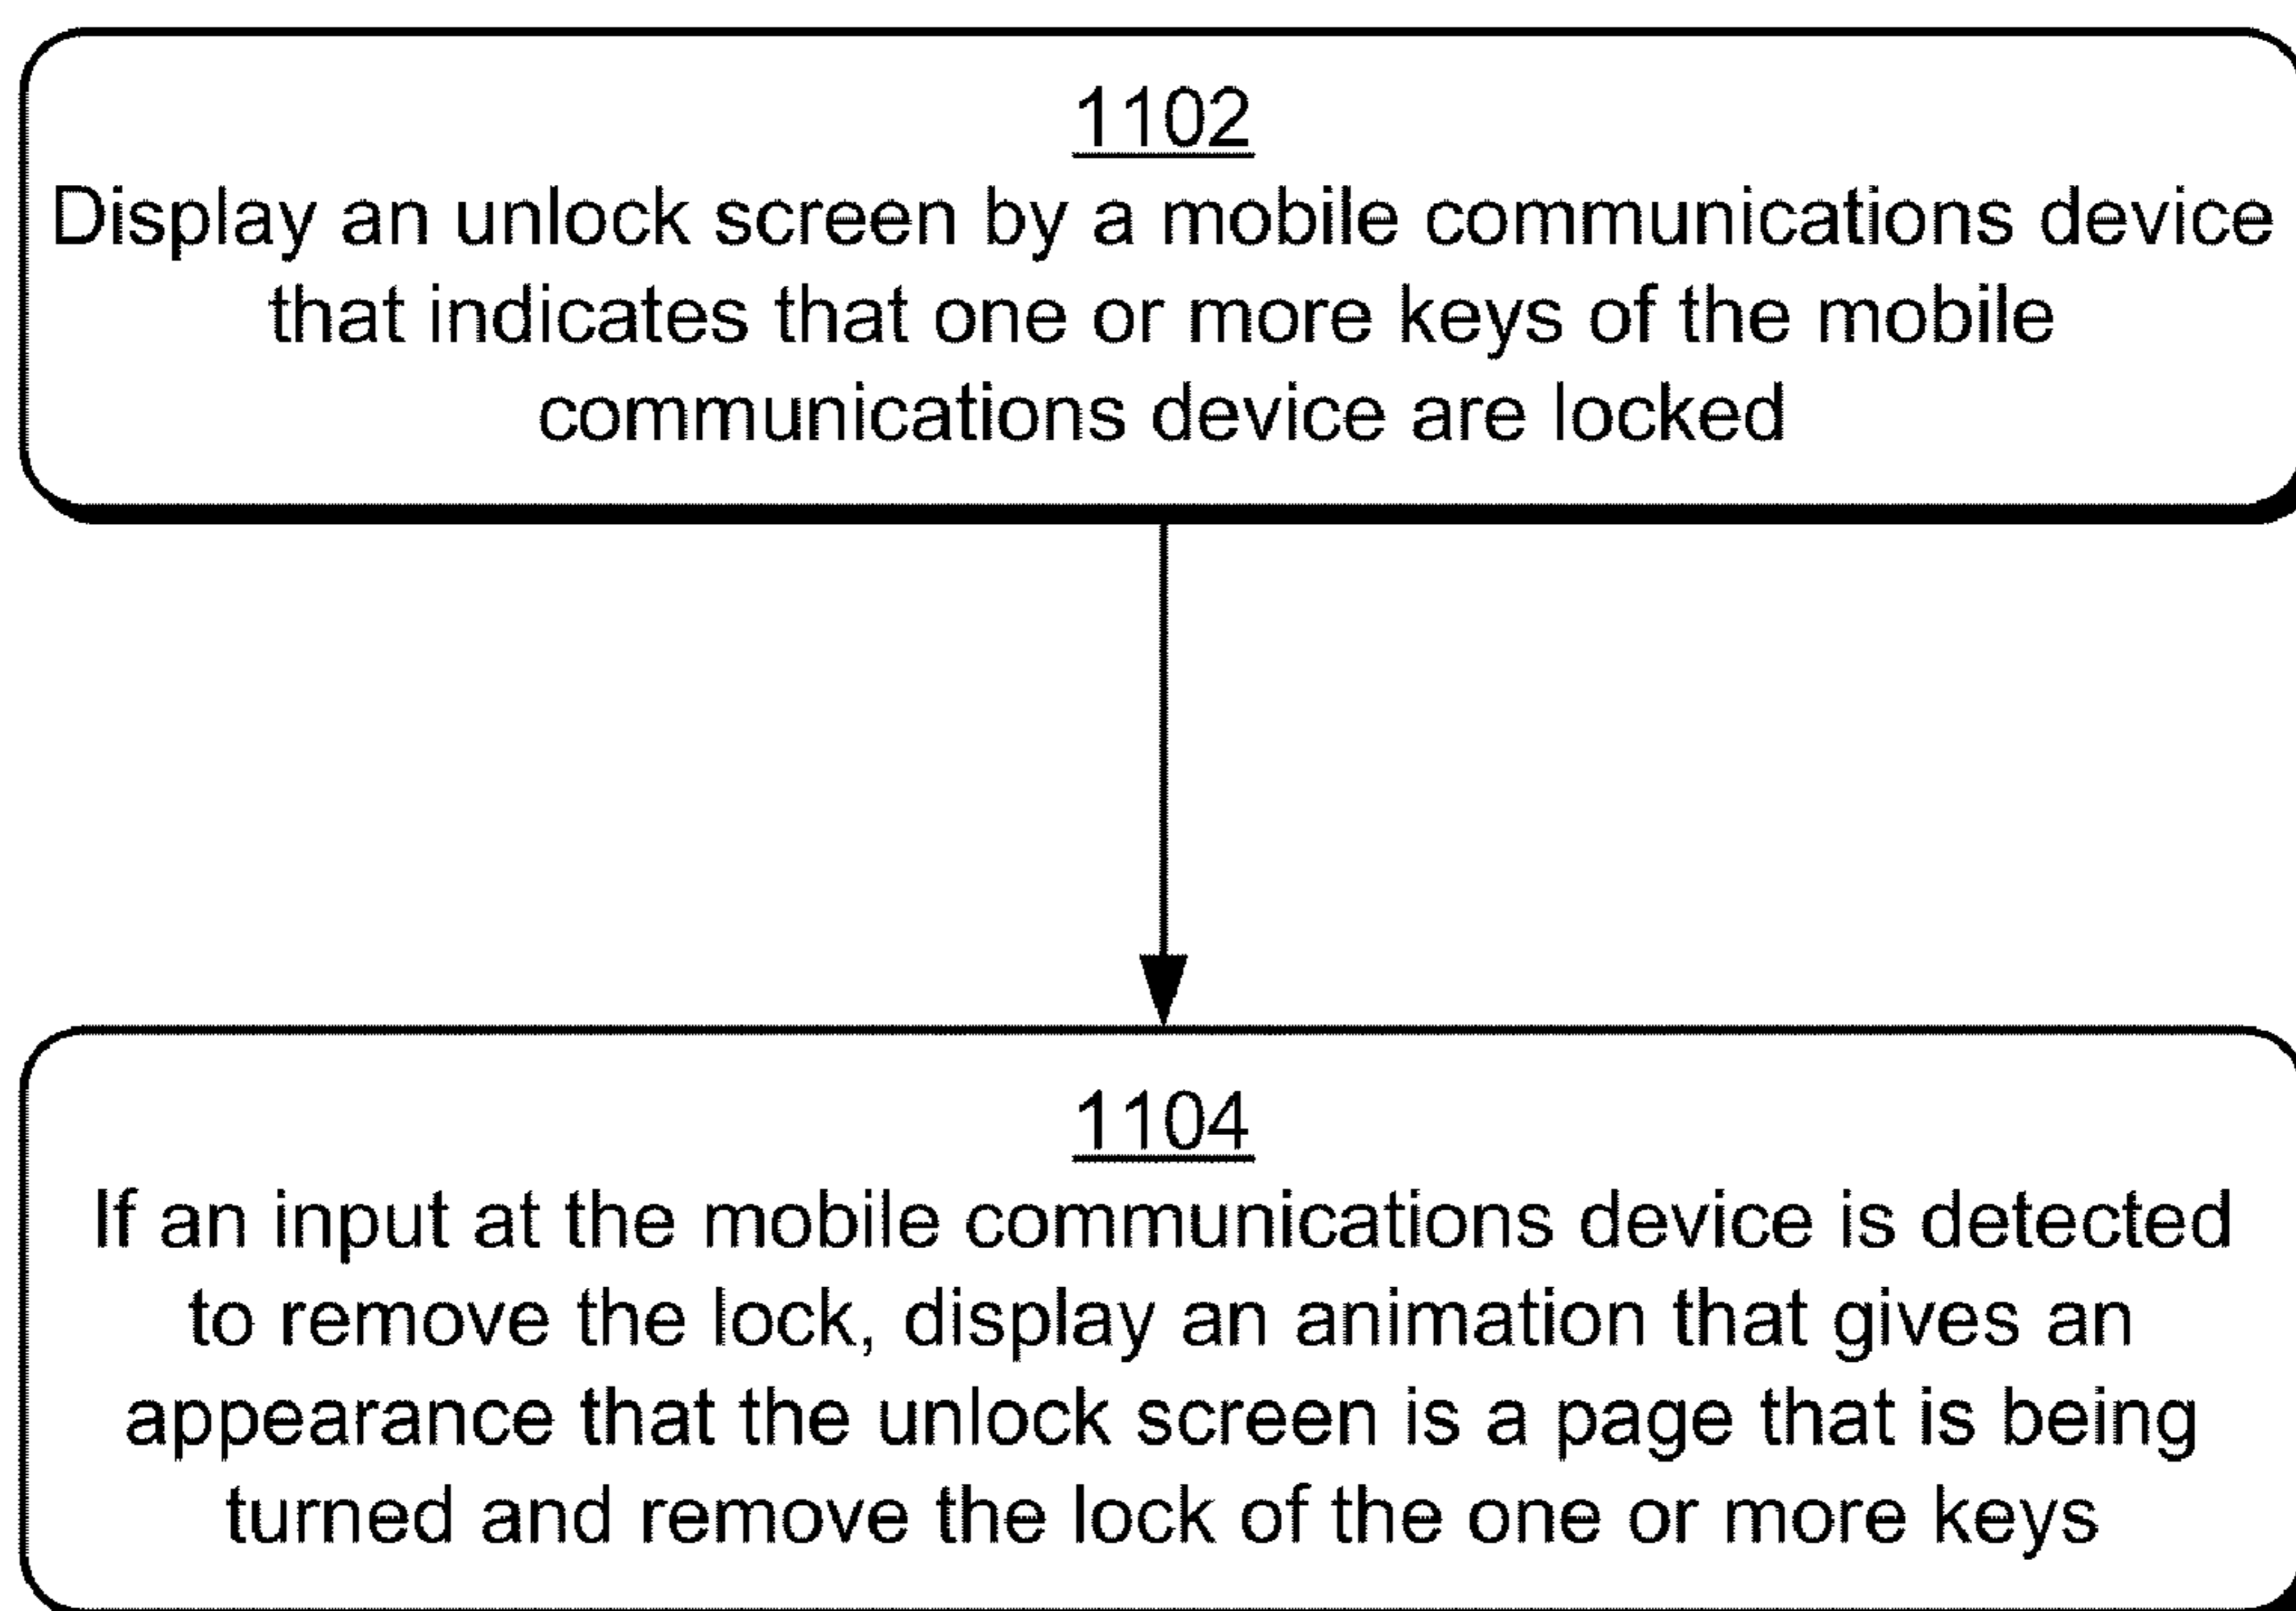 1102
Display an unlock screen by a mobile communications device
that indicates that one or more keys of the mobile
communications device are locked
1104
If an input at the mobile communications device is detected
to remove the lock, display an animation that gives an
appearance that the unlock screen is a page that is being
turned and remove the lock of the one or more keys